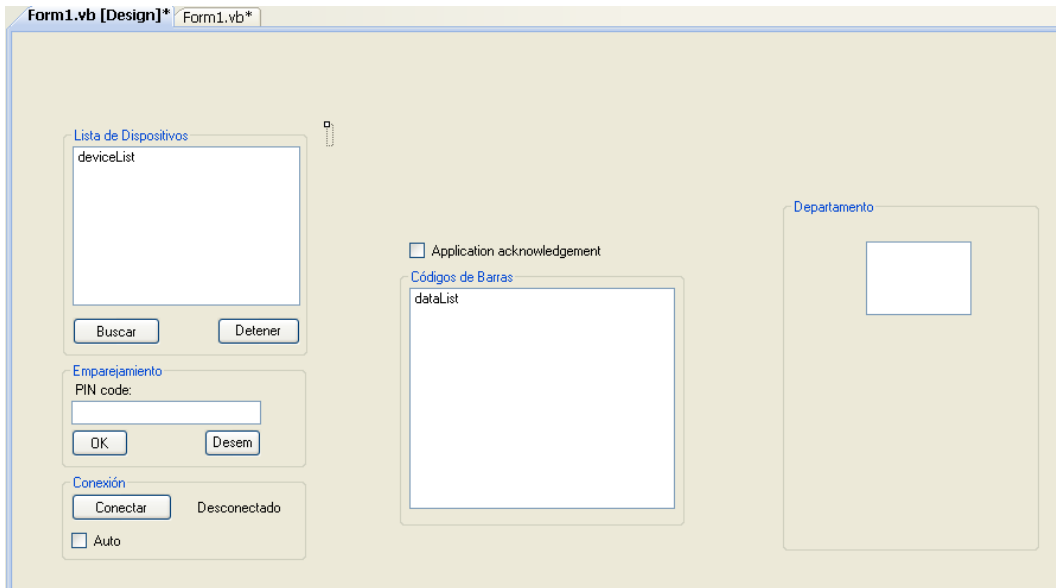 Form1.vb [Design]* Form1.vb*
Lista de Dispositivos
deviceList
Buscar Detener
Emparejamiento
PIN code:
OK Desem
Conexión
Conectar Desconectado
Auto
Application acknowledgement
Códigos de Barras
dataList
Departamento